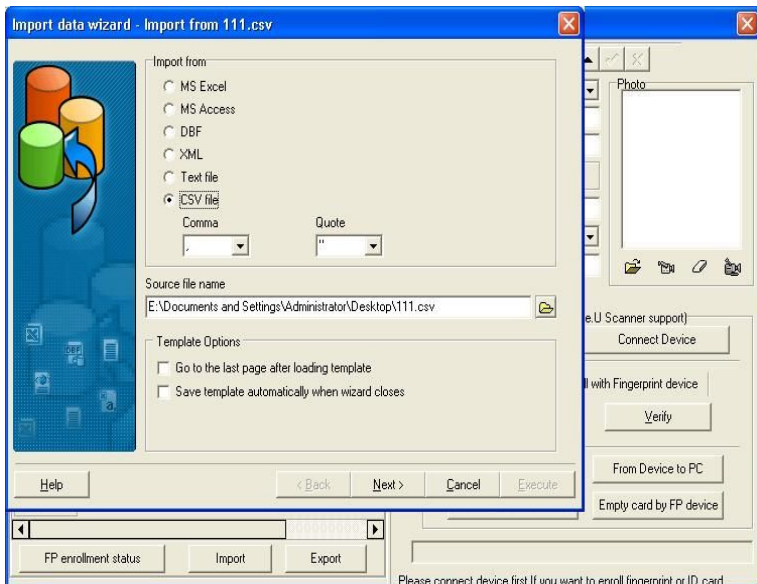 Import data wizard - Import from 111.csv
Import from
MS Excel
MS Access
DBF
XML
Text file
CSV file
Comma Quote
, "
Source file name
E:\Documents and Settings\Administrator\Desktop\111.csv
Template Options
Go to the last page after loading template
Save template automatically when wizard closes
Help < Back Next > Cancel Execute
Photo
e.U Scanner support)
Connect Device
ll with Fingerprint device
Verify
From Device to PC
Empty card by FP device
FP enrollment status Import Export
Please connect device first.If you want to enroll fingerprint or ID card